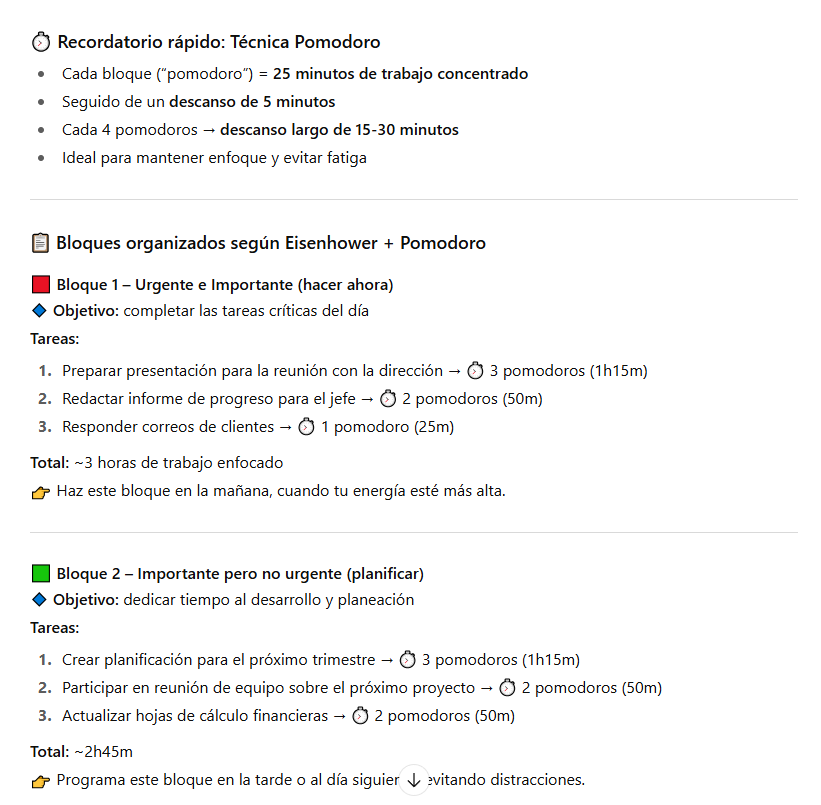 Recordatorio rápido: Técnica Pomodoro
Cada bloque (“pomodoro”) = 25 minutos de trabajo concentrado
Seguido de un descanso de 5 minutos
Cada 4 pomodoros → descanso largo de 15-30 minutos
Ideal para mantener enfoque y evitar fatiga
Bloques organizados según Eisenhower + Pomodoro
Bloque 1 – Urgente e Importante (hacer ahora)
Objetivo: completar las tareas críticas del día
Tareas:
1. Preparar presentación para la reunión con la dirección → ⏱ 3 pomodoros (1h15m)
2. Redactar informe de progreso para el jefe → ⏱ 2 pomodoros (50m)
3. Responder correos de clientes → ⏱ 1 pomodoro (25m)
Total: ~3 horas de trabajo enfocado
Haz este bloque en la mañana, cuando tu energía esté más alta.
Bloque 2 – Importante pero no urgente (planificar)
Objetivo: dedicar tiempo al desarrollo y planeación
Tareas:
1. Crear planificación para el próximo trimestre → ⏱ 3 pomodoros (1h15m)
2. Participar en reunión de equipo sobre el próximo proyecto → ⏱ 2 pomodoros (50m)
3. Actualizar hojas de cálculo financieras → ⏱ 2 pomodoros (50m)
Total: ~2h45m
Programa este bloque en la tarde o al día evitando distracciones.